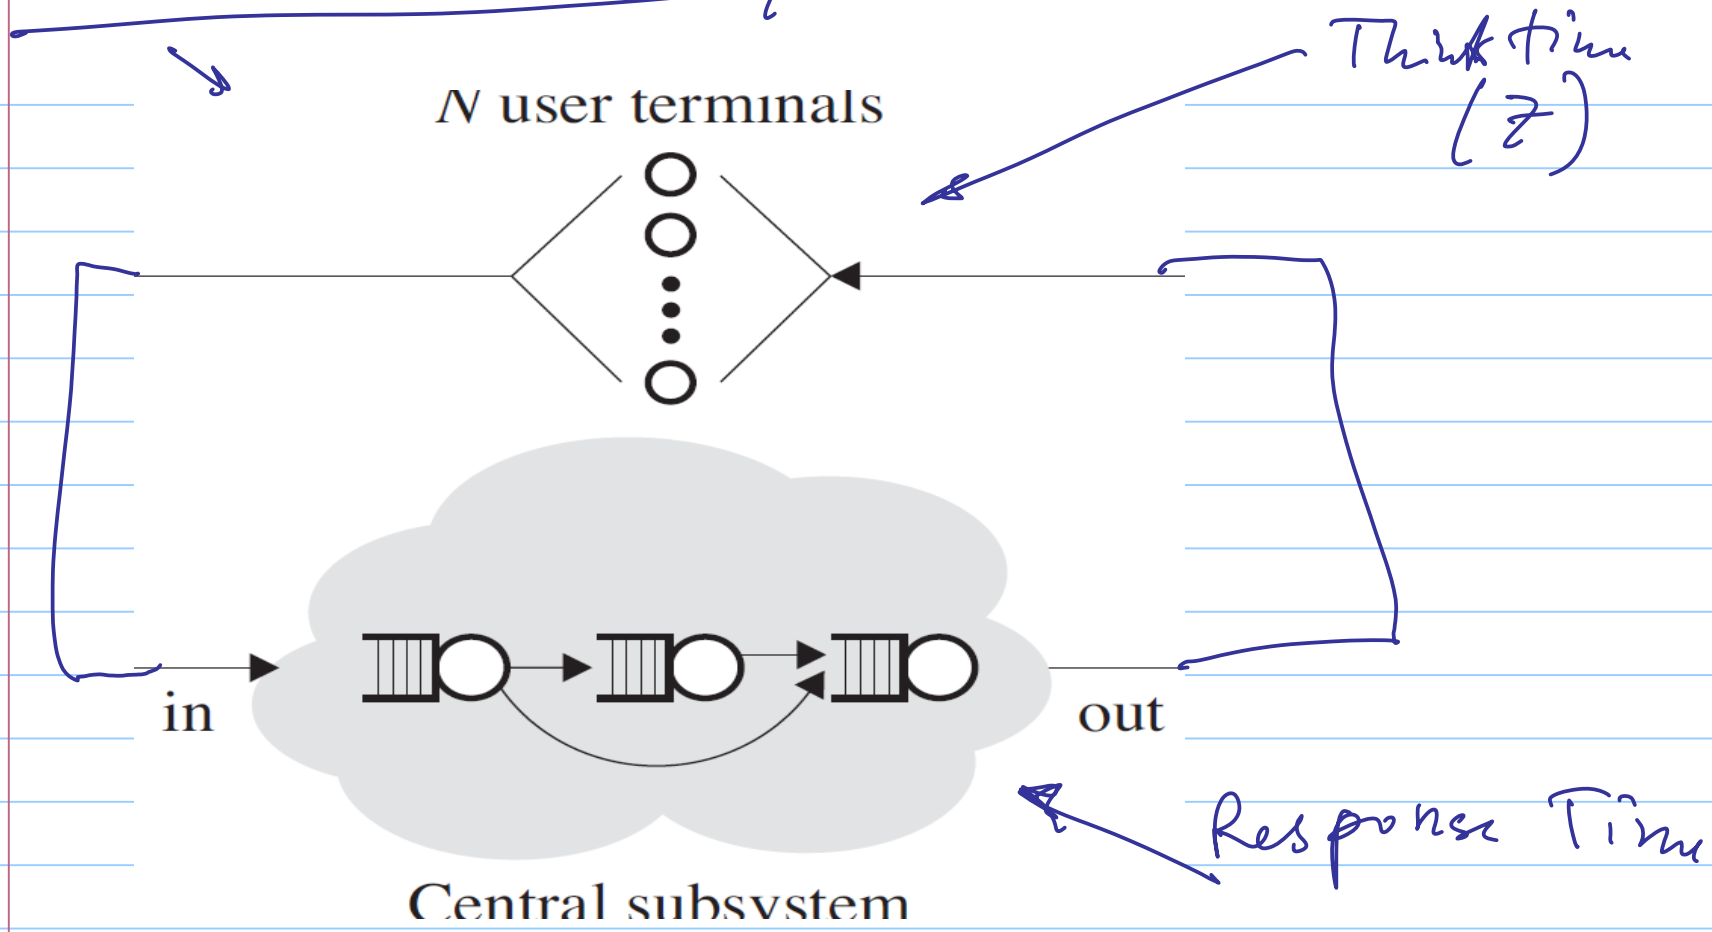 Think time
(Z)
N user terminals
in
out
Response Time
Central subsystem